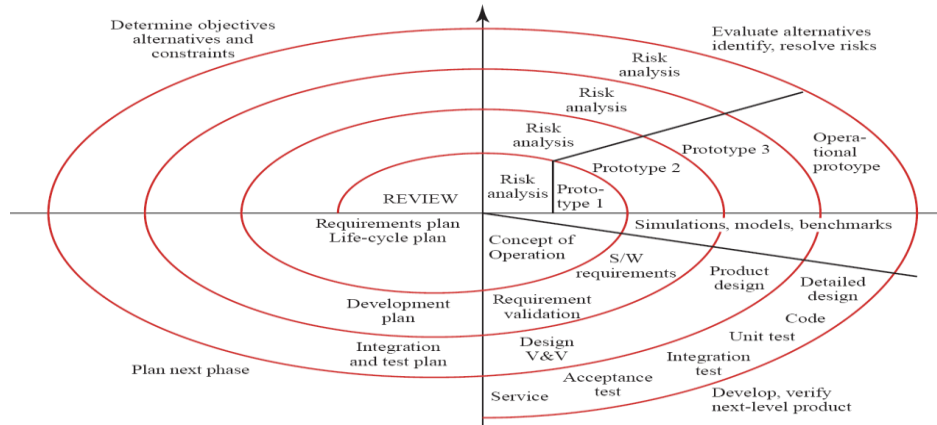 Determine objectives
alternatives and
constraints
Evaluate alternatives
identify, resolve risks
Risk
analysis
Risk
analysis
Risk
analysis
Risk
analysis
Proto-
type 1
Prototype 2
Prototype 3
Opera-
tional
protoype
REVIEW
Requirements plan
Life-cycle plan
Simulations, models, benchmarks
Concept of
Operation
S/W
requirements
Product
design
Detailed
design
Development
plan
Requirement
validation
Code
Unit test
Integration
and test plan
Design
V&V
Integration
test
Acceptance
test
Service
Plan next phase
Develop, verify
next-level product